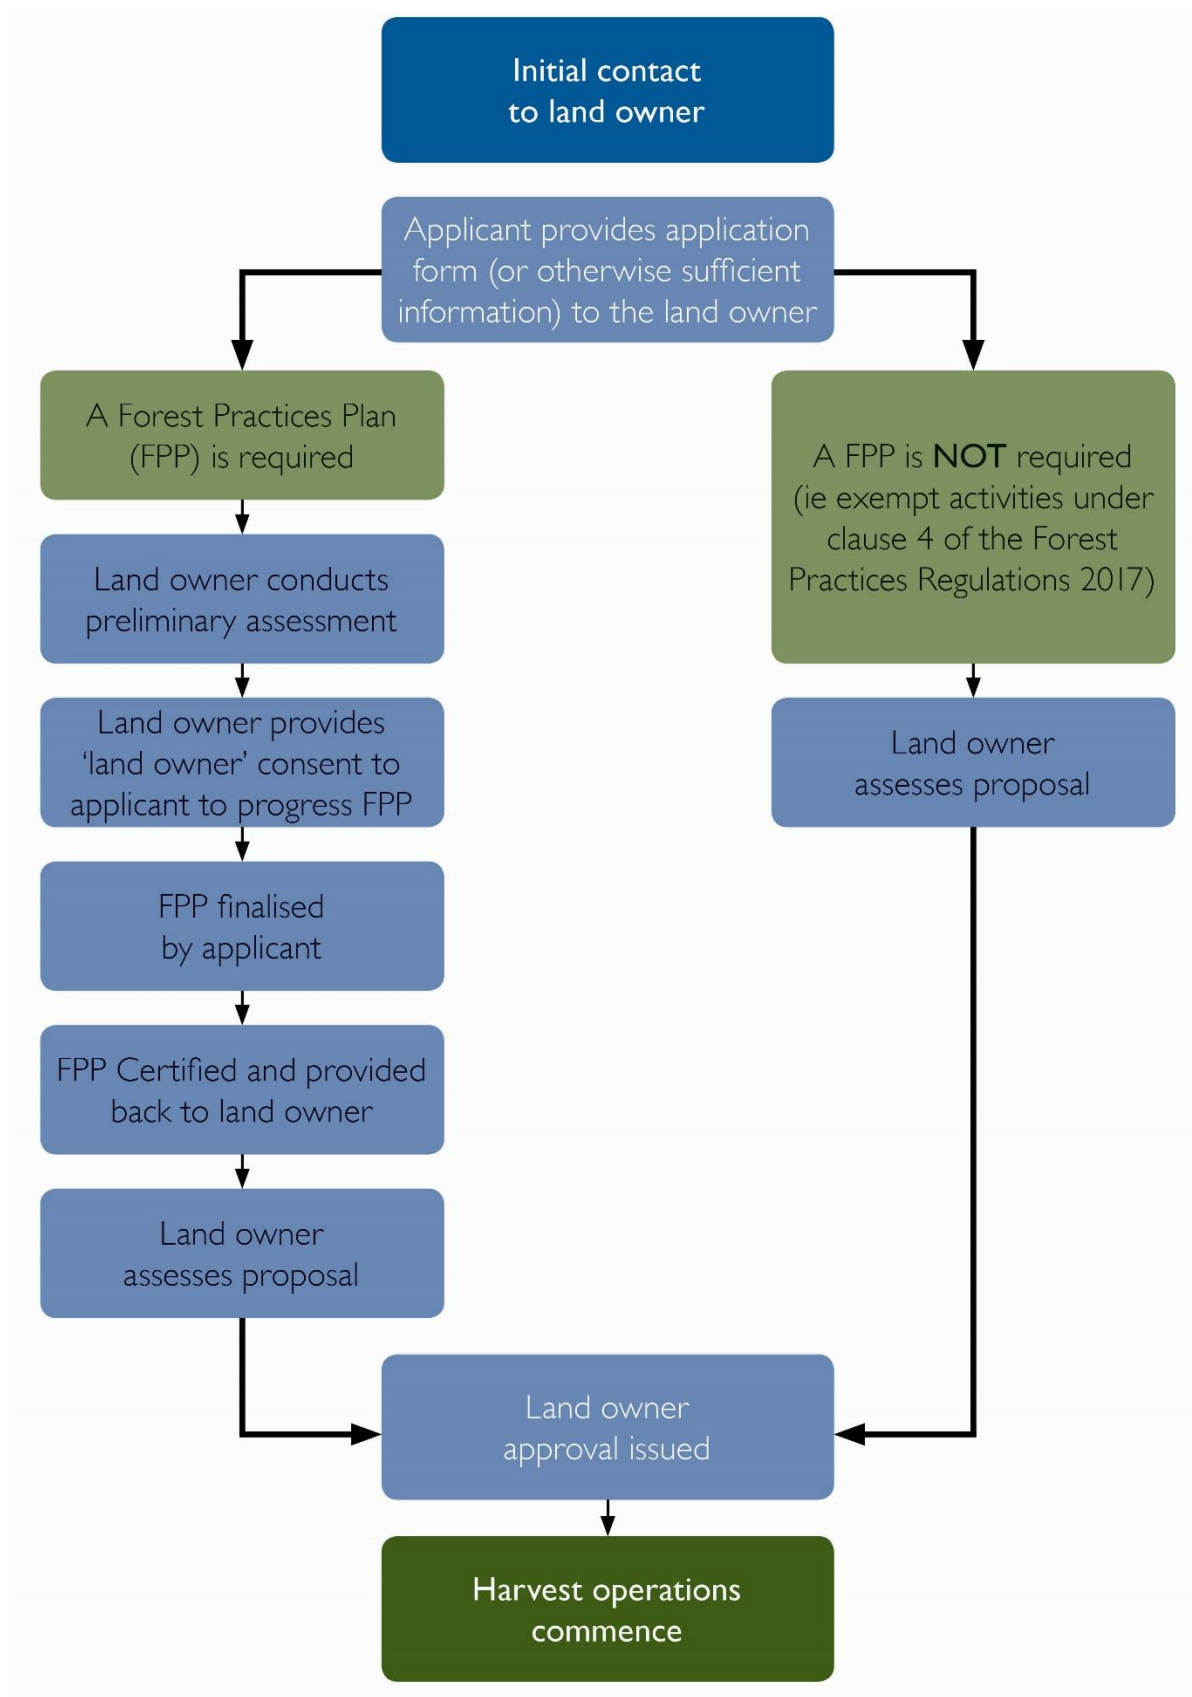 Initial contact
to land owner
Applicant provides application
form (or otherwise sufficient
information) to the land owner
A Forest Practices Plan
(FPP) is required
Land owner conducts
preliminary assessment
Land owner provides
‘land owner’ consent to
applicant to progress FPP
FPP finalised
by applicant
FPP Certified and provided
back to land owner
Land owner
assesses proposal
A FPP is NOT required
(ie exempt activities under
clause 4 of the Forest
Practices Regulations 2017)
Land owner
assesses proposal
Land owner
approval issued
Harvest operations
commence